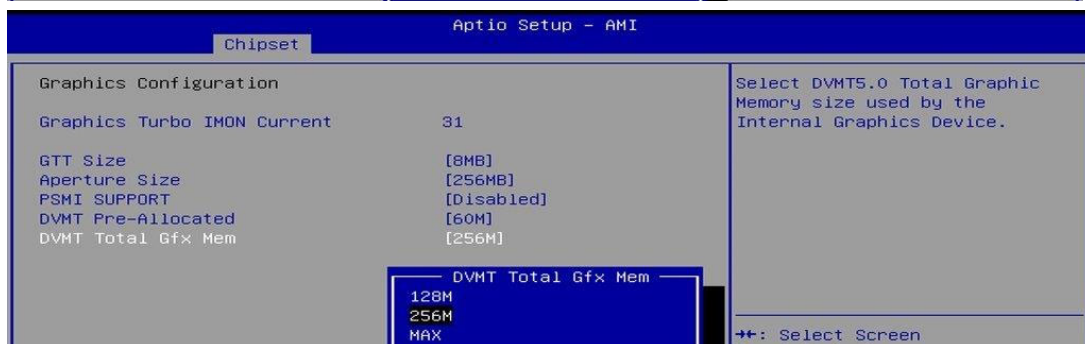 Aptio Setup – AMI
Chipset
Graphics Configuration
Graphics Turbo IMON Current 31
GTT Size [8MB]
Aperture Size [256MB]
PSMI SUPPORT [Disabled]
DVMT Pre-Allocated [60M]
DVMT Total Gfx Mem [256M]
DVMT Total Gfx Mem
128M
256M
MAX
Select DVMT5.0 Total Graphic
Memory size used by the
Internal Graphics Device.
→←: Select Screen